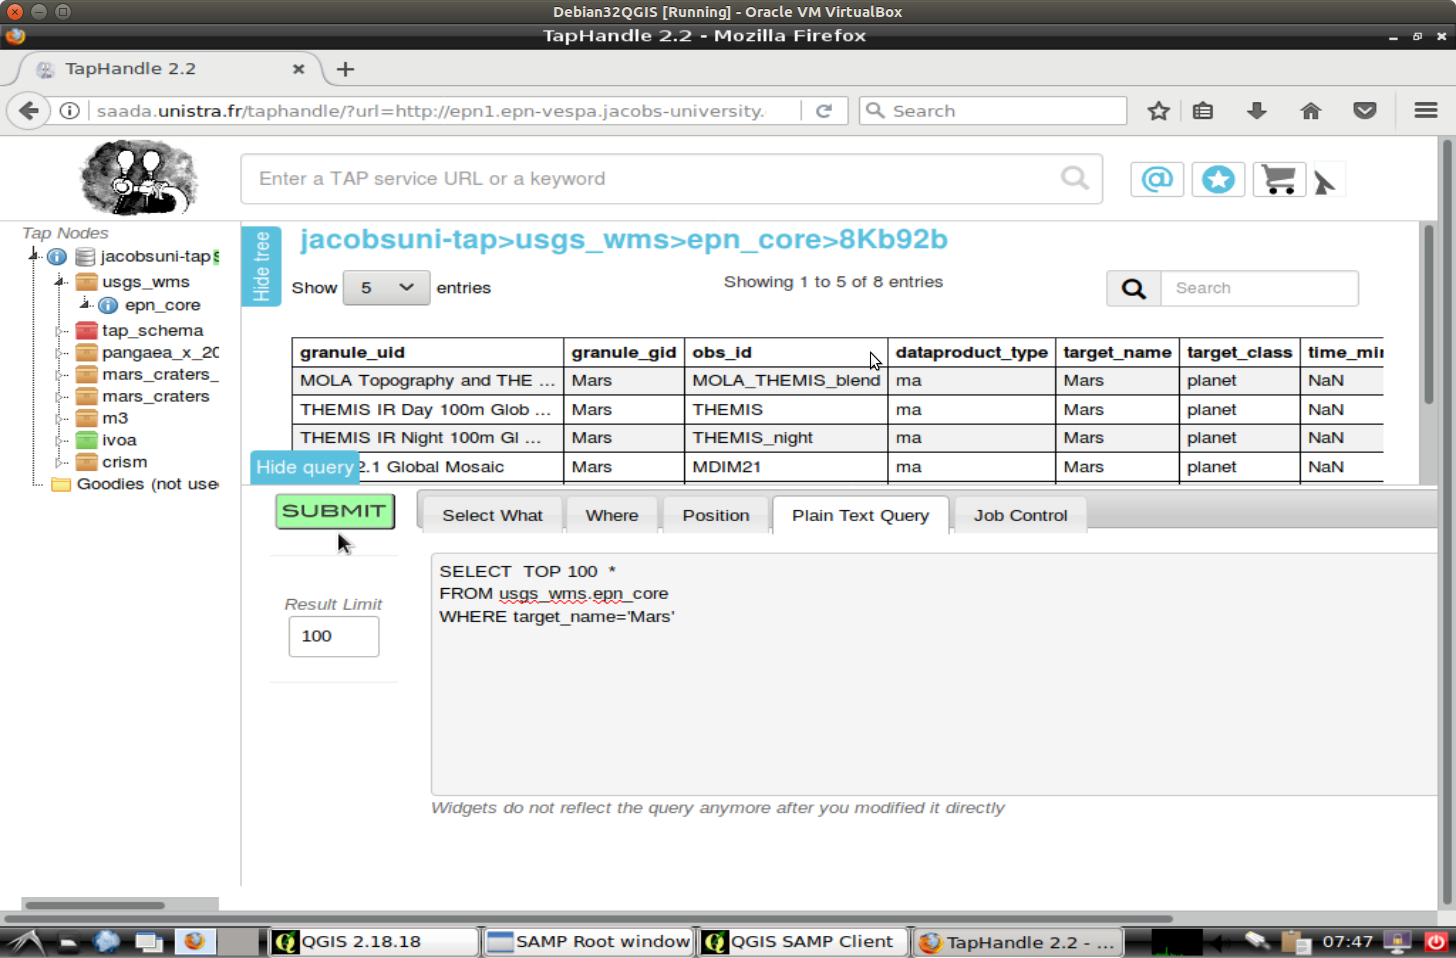 Debian32QGIS [Running] - Oracle VM VirtualBox
TapHandle 2.2 - Mozilla Firefox
TapHandle 2.2
saada.unistra.fr/taphandle/?url=http://epn1.epn-vespa.jacobs-university.
Search
Enter a TAP service URL or a keyword
@
Tap Nodes
jacobsuni-tap
usgs_wms
epn_core
tap_schema
pangaea_x_20
mars_craters_
mars_craters
m3
ivoa
crism
Goodies (not use
Hide tree
jacobsuni-tap>usgs_wms>epn_core>8Kb92b
Show 5 entries
Showing 1 to 5 of 8 entries
Search
granule_uid granule_gid obs_id dataproduct_type target_name target_class time_min
MOLA Topography and THE ... Mars MOLA_THEMIS_blend ma Mars planet NaN
THEMIS IR Day 100m Glob ... Mars THEMIS ma Mars planet NaN
THEMIS IR Night 100m Gl ... Mars THEMIS_night ma Mars planet NaN
2.1 Global Mosaic Mars MDIM21 ma Mars planet NaN
Hide query
SUBMIT
Select What Where Position Plain Text Query Job Control
Result Limit
100
SELECT TOP 100 *
FROM usgs_wms.epn_core
WHERE target_name='Mars'
Widgets do not reflect the query anymore after you modified it directly
QGIS 2.18.18
SAMP Root window
QGIS SAMP Client
TapHandle 2.2 - ...
07:47